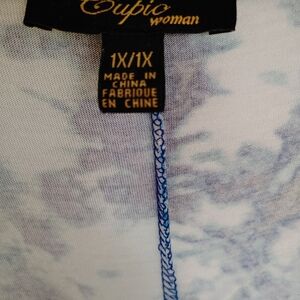 Cupio
woman
1X/1X
MADE IN
CHINA
FABRIQUE
EN CHINE